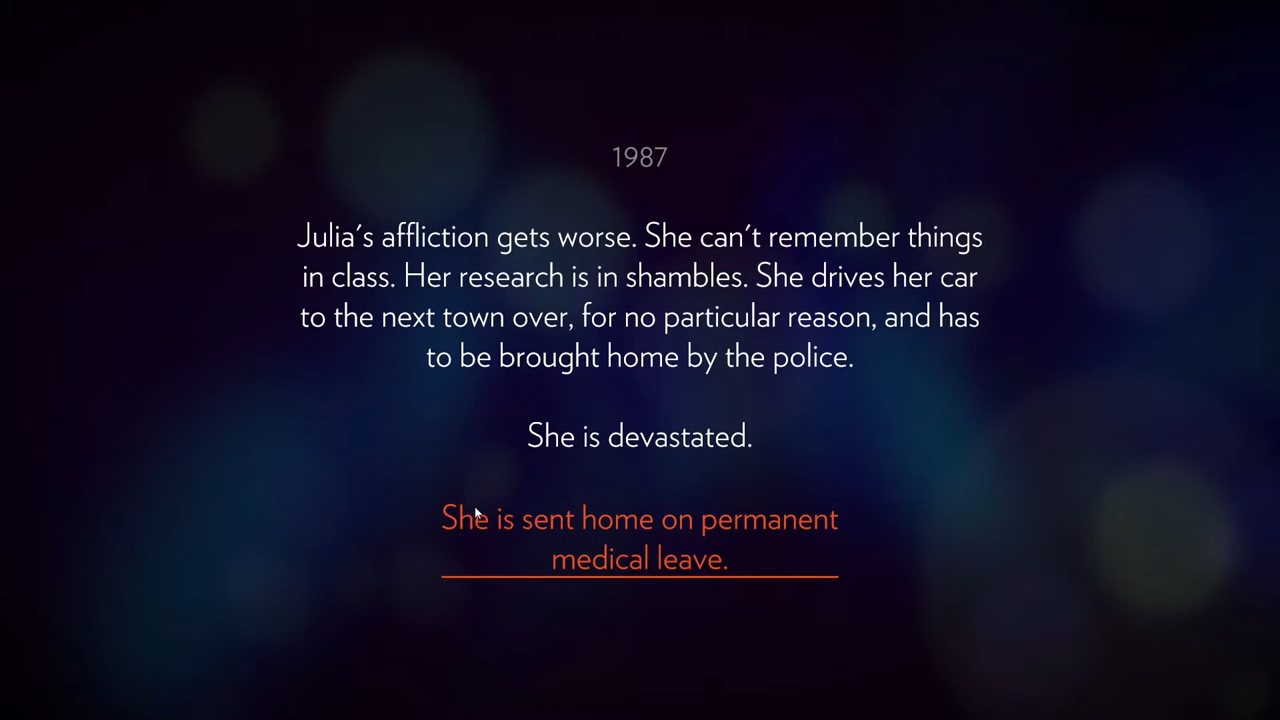 1987
Julia's affliction gets worse. She can't remember things
in class. Her research is in shambles. She drives her car
to the next town over, for no particular reason, and has
to be brought home by the police.
She is devastated.
She is sent home on permanent
medical leave.